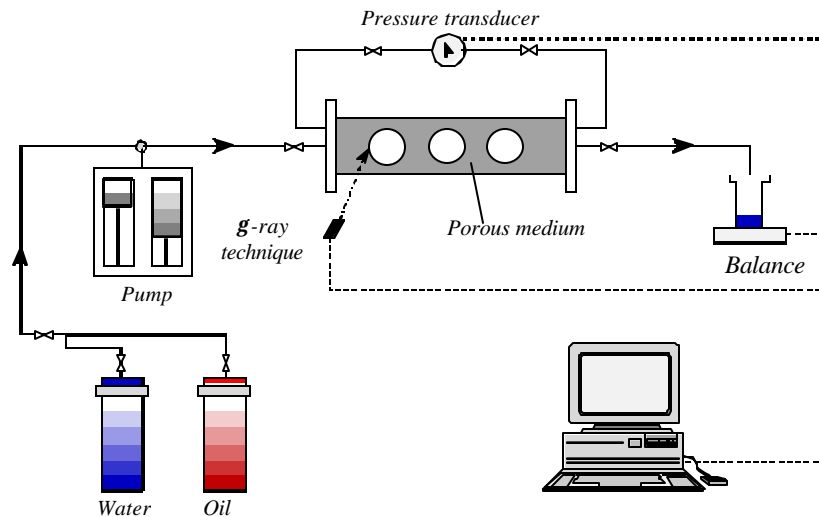 Pressure transducer
g-ray
technique
Porous medium
Balance
Pump
Water
Oil